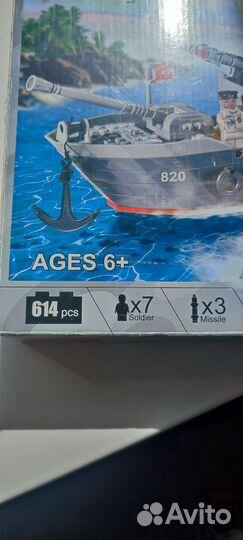 820
AGES 6+
614 pcs
x7
Soldier
x3
Missile
Avito